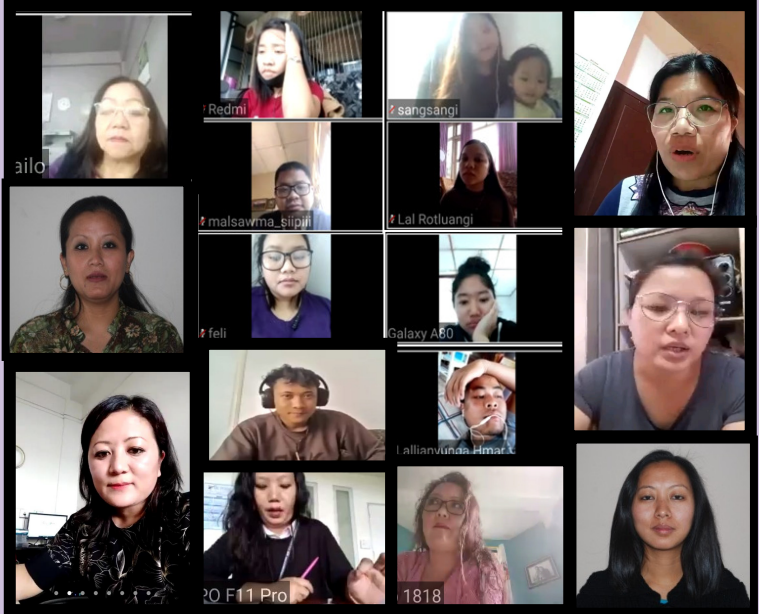 ailo
Redmi
sangsangi
malsawma_siipiii
Lal Rotluangi
feli
Galaxy A80
Lallianvunga Hmar
PO F11 Pro
1818